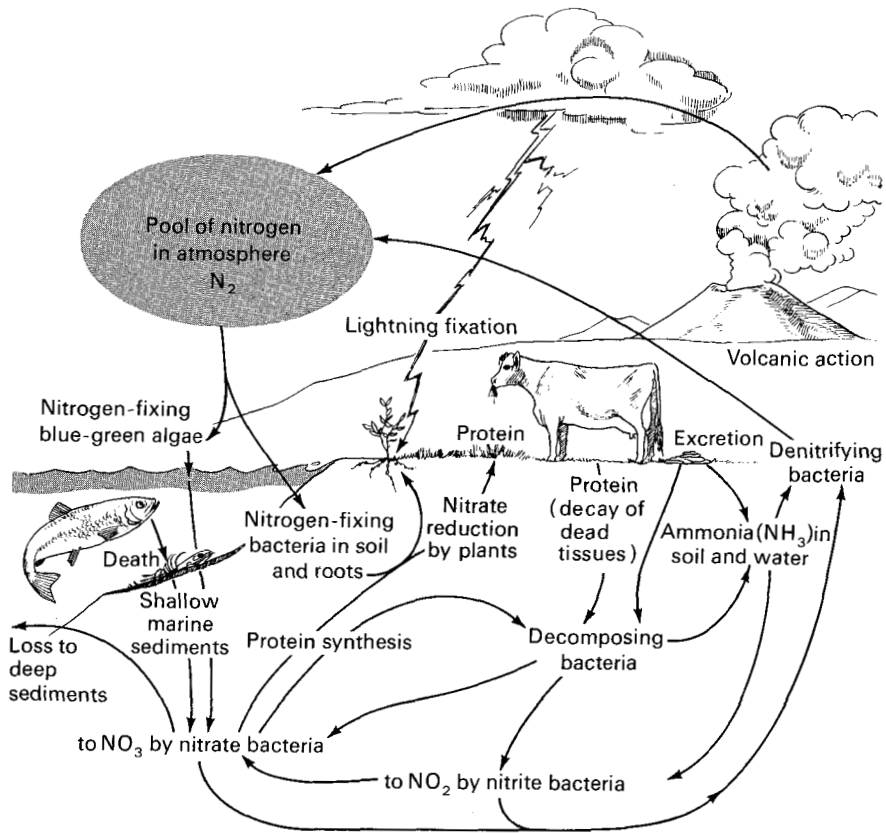 Pool of nitrogen
in atmosphere
N₂
Lightning fixation
Volcanic action
Nitrogen-fixing
blue-green algae
Protein
Excretion
Denitrifying
bacteria
Nitrogen-fixing
bacteria in soil
and roots
Nitrate
reduction
by plants
Protein
(decay of
dead
tissues)
Ammonia(NH₃)in
soil and water
Death
Shallow
marine
sediments
Loss to
deep
sediments
Protein synthesis
Decomposing
bacteria
to NO₃ by nitrate bacteria
to NO₂ by nitrite bacteria